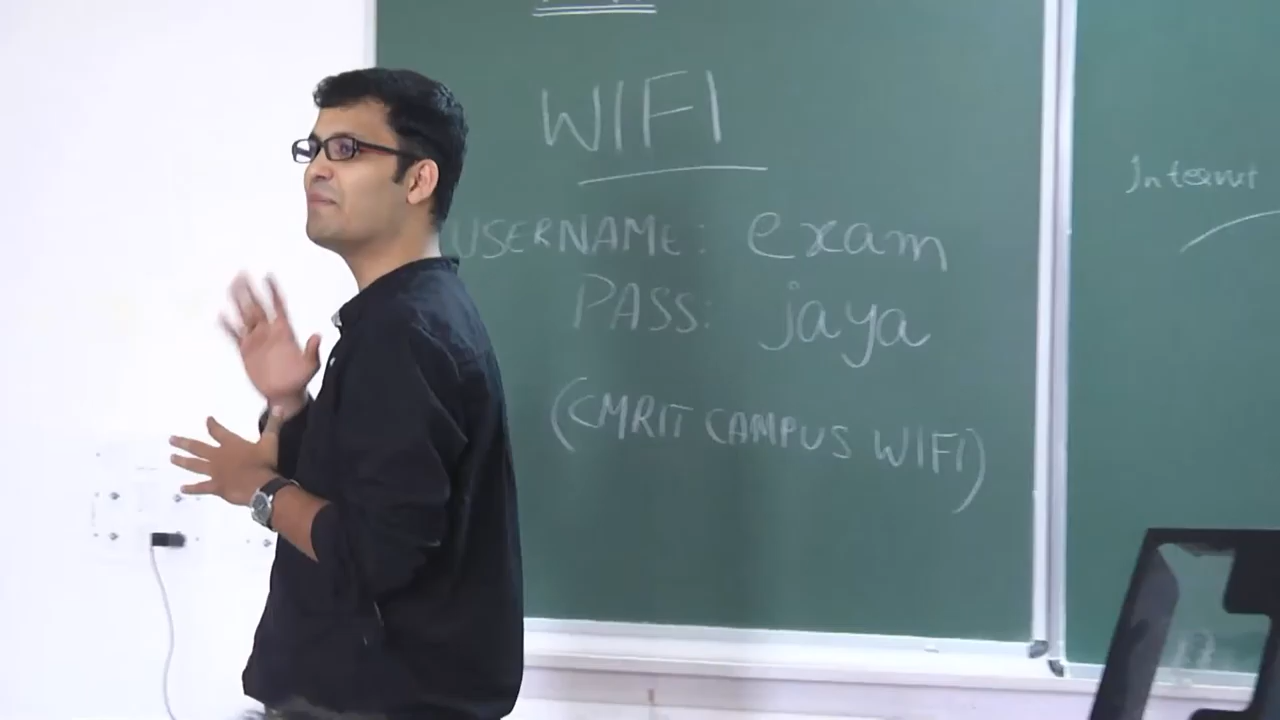 WIFI
USERNAME: exam
PASS: jaya
(CMRIT CAMPUS WIFI)
Internet